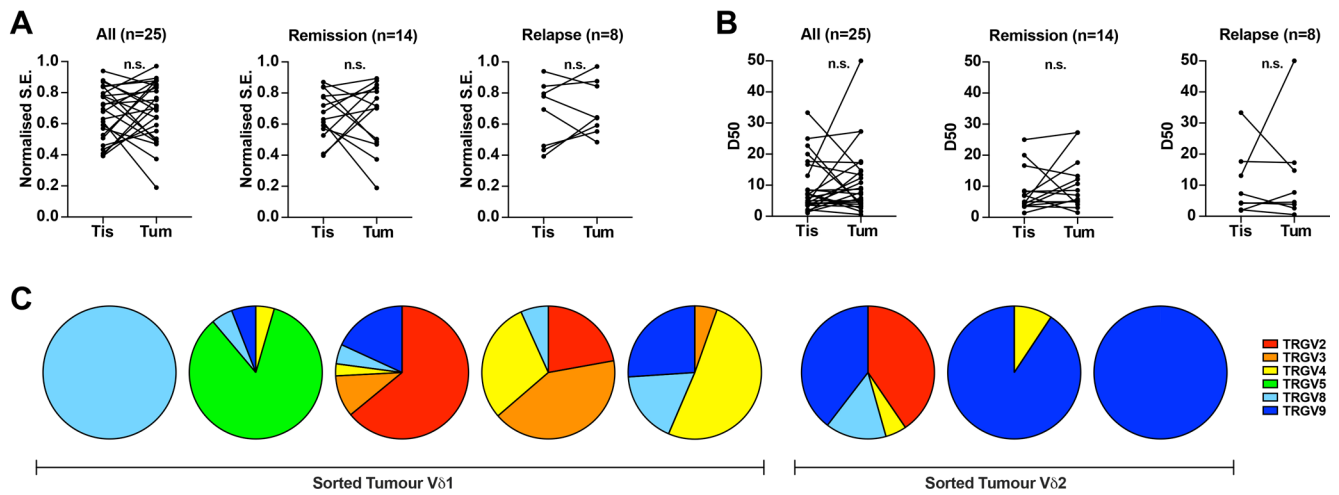 A
All (n=25)
n.s.
Normalised S.E.
1.0
0.8
0.6
0.4
0.2
0.0
Tis Tum
Remission (n=14)
n.s.
Normalised S.E.
1.0
0.8
0.6
0.4
0.2
0.0
Tis Tum
Relapse (n=8)
n.s.
Normalised S.E.
1.0
0.8
0.6
0.4
0.2
0.0
Tis Tum
B
All (n=25)
n.s.
D50
50
40
30
20
10
0
Tis Tum
Remission (n=14)
n.s.
D50
50
40
30
20
10
0
Tis Tum
Relapse (n=8)
n.s.
D50
50
40
30
20
10
0
Tis Tum
C
TRGV2
TRGV3
TRGV4
TRGV5
TRGV8
TRGV9
Sorted Tumour Vδ1
Sorted Tumour Vδ2